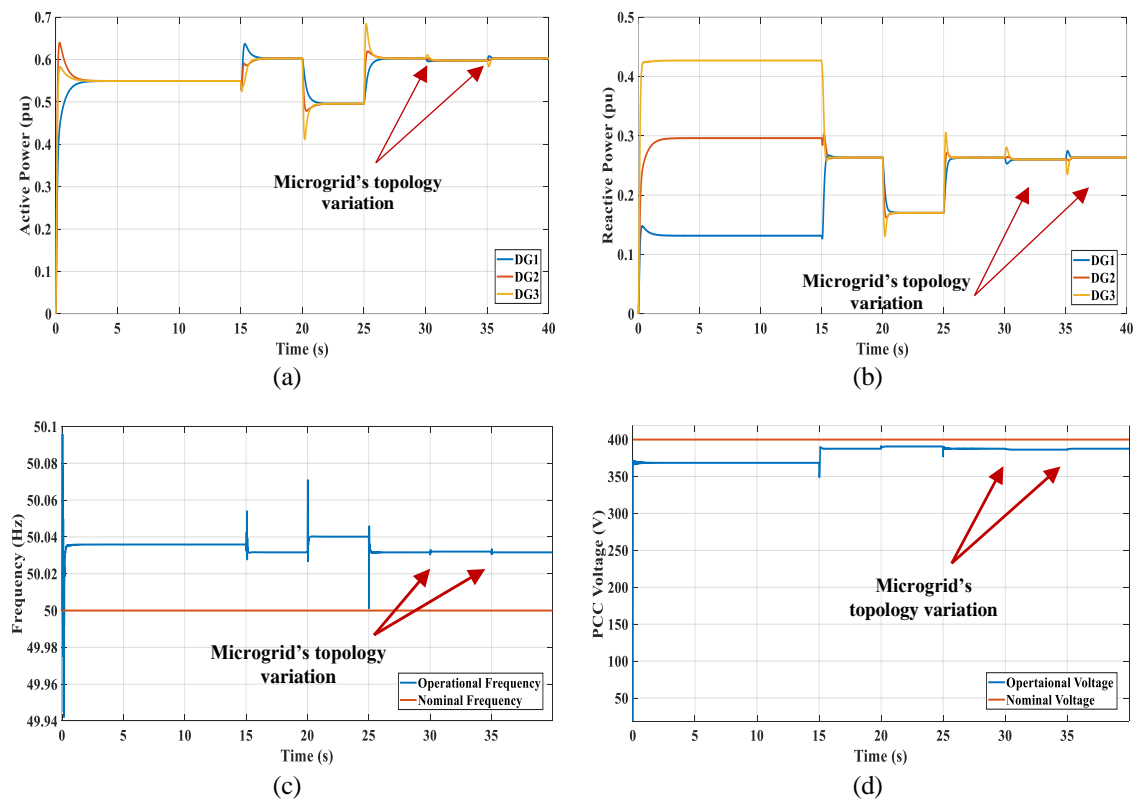 0.7
0.6
0.5
0.4
0.3
0.2
0.1
0
Active Power (pu)
Microgrid's topology
variation
DG1
DG2
DG3
0 5 10 15 20 25 30 35 40
Time (s)
(a)
0.5
0.4
0.3
0.2
0.1
0
Reactive Power (pu)
Microgrid's topology
variation
DG1
DG2
DG3
0 5 10 15 20 25 30 35 40
Time (s)
(b)
50.1
50.08
50.06
50.04
50.02
50
49.98
49.96
49.94
Frequency (Hz)
Microgrid's topology
variation
Operational Frequency
Nominal Frequency
0 5 10 15 20 25 30 35
Time (s)
(c)
400
350
300
250
200
150
100
50
PCC Voltage (V)
Microgrid's
topology variation
Opertaional Voltage
Nominal Voltage
0 5 10 15 20 25 30 35
Time (s)
(d)